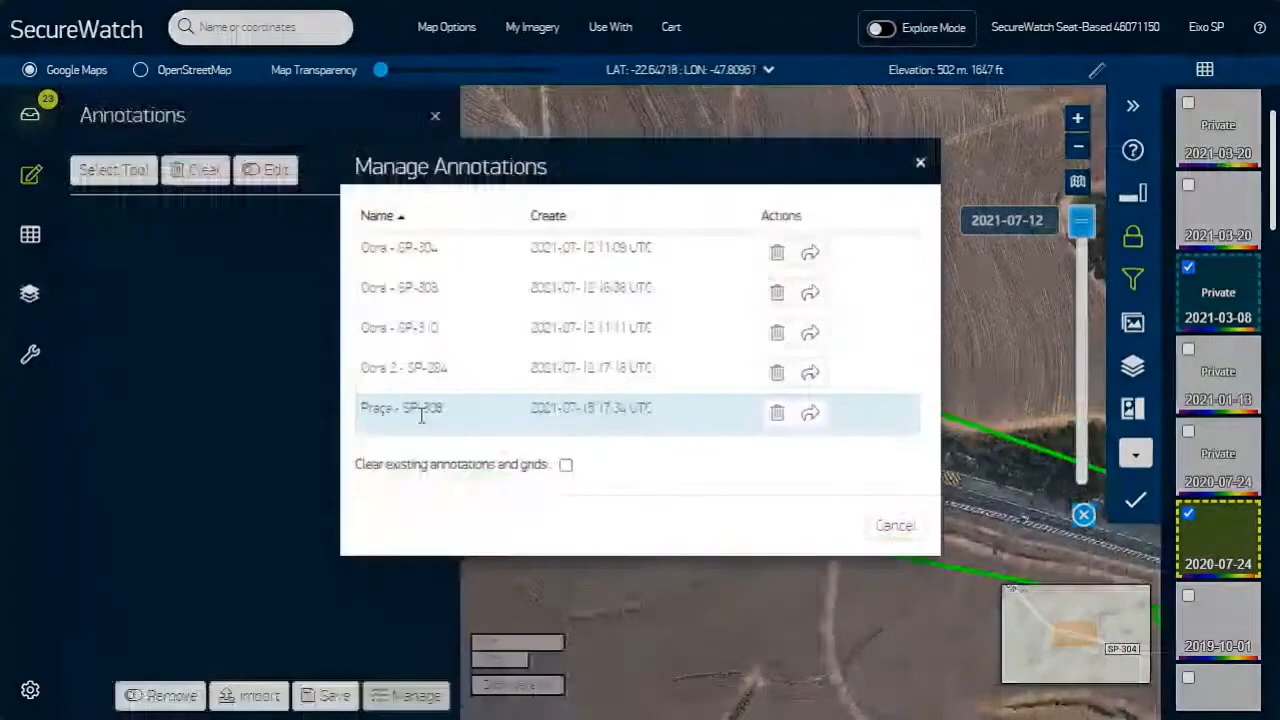 SecureWatch
Name or coordinates
Map Options
My Imagery
Use With
Cart
Explore Mode
SecureWatch Seat-Based 46071150
Eixo SP
Google Maps
OpenStreetMap
Map Transparency
LAT: -22.64718 : LON: -47.80961
Elevation: 502 m. 1647 ft
23
Annotations
Select Tool
Clear
Edit
Manage Annotations
Name
Create
Actions
Obra - SP-304
2021-07-12 11:09 UTC
Obra - SP-308
2021-07-12 16:38 UTC
Obra - SP-310
2021-07-12 11:11 UTC
Obra 2 - SP-284
2021-07-12 17:18 UTC
Praça - SP-308
2021-07-13 17:34 UTC
Clear existing annotations and grids:
Cancel
2021-07-12
Private
2021-03-20
2021-03-20
Private
2021-03-08
Private
2021-01-13
Private
2020-07-24
2020-07-24
2019-10-01
SP-304
Remove
Import
Save
Manage